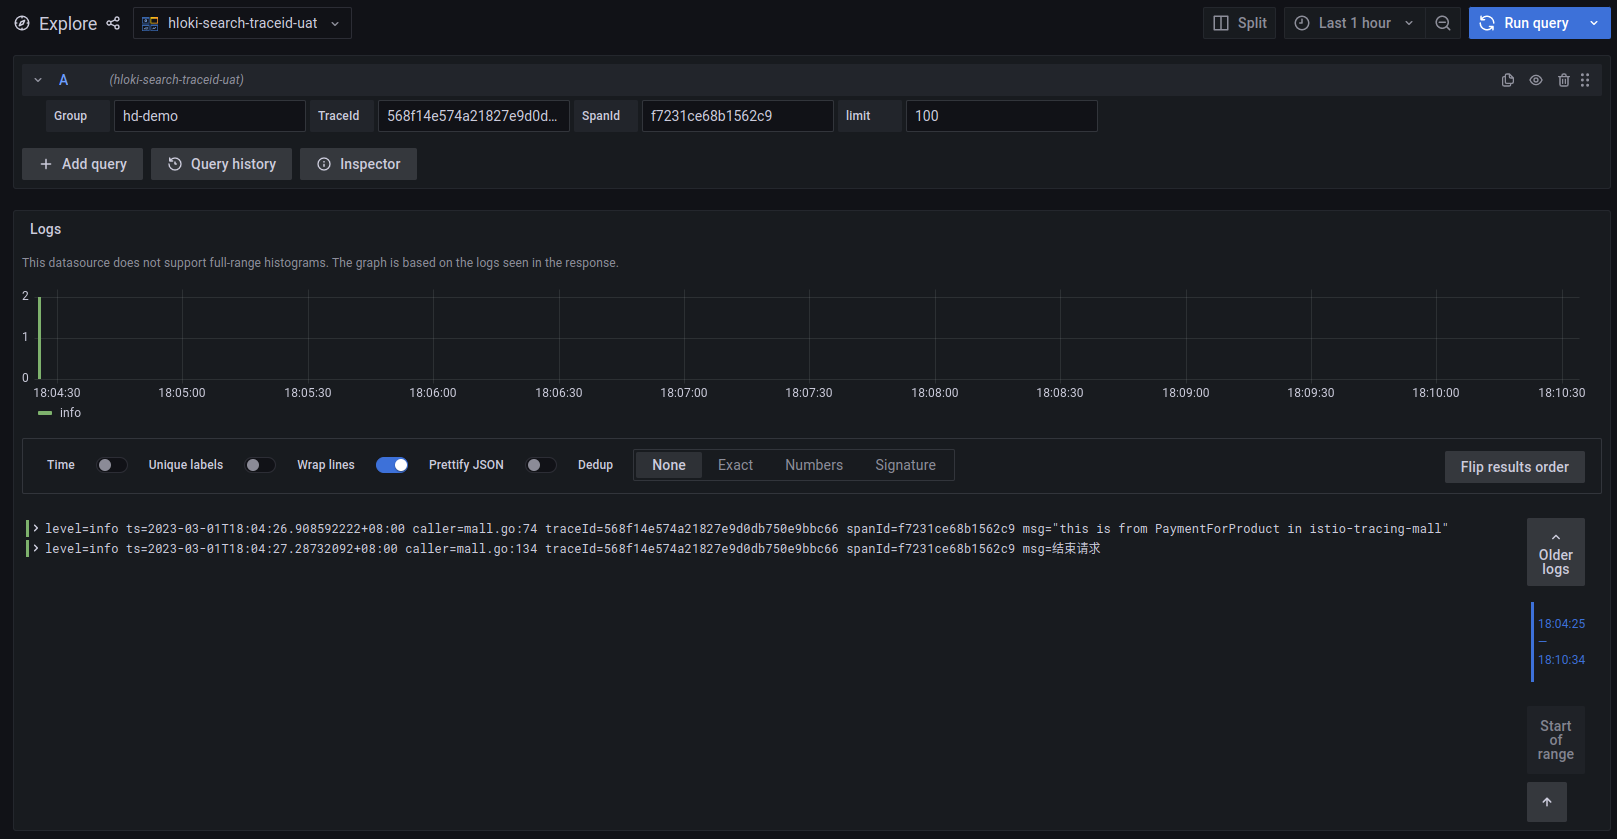 Explore hloki-search-traceid-uat Split Last 1 hour Run query
A (hloki-search-traceid-uat)
Group hd-demo TraceId 568f14e574a21827e9d0d... SpanId f7231ce68b1562c9 limit 100
Add query Query history Inspector
Logs
This datasource does not support full-range histograms. The graph is based on the logs seen in the response.
2
1
0
18:04:30 18:05:00 18:05:30 18:06:00 18:06:30 18:07:00 18:07:30 18:08:00 18:08:30 18:09:00 18:09:30 18:10:00 18:10:30
info
Time Unique labels Wrap lines Prettify JSON Dedup None Exact Numbers Signature Flip results order
level=info ts=2023-03-01T18:04:26.908592222+08:00 caller=mall.go:74 traceId=568f14e574a21827e9d0db750e9bbc66 spanId=f7231ce68b1562c9 msg="this is from PaymentForProduct in istio-tracing-mall"
level=info ts=2023-03-01T18:04:27.28732092+08:00 caller=mall.go:134 traceId=568f14e574a21827e9d0db750e9bbc66 spanId=f7231ce68b1562c9 msg=结束请求
Older
logs
18:04:25
—
18:10:34
Start
of
range